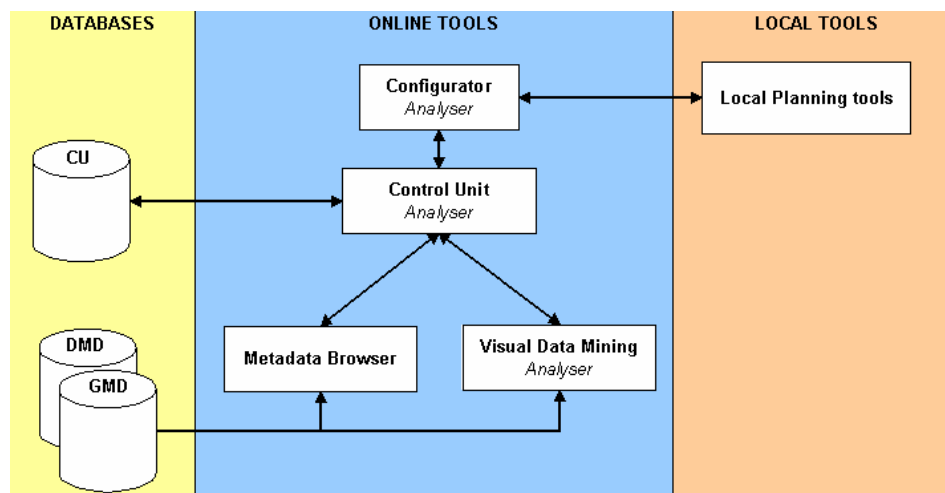 DATABASES
ONLINE TOOLS
LOCAL TOOLS
Configurator
Analyser
Local Planning tools
CU
Control Unit
Analyser
DMD
GMD
Metadata Browser
Visual Data Mining
Analyser